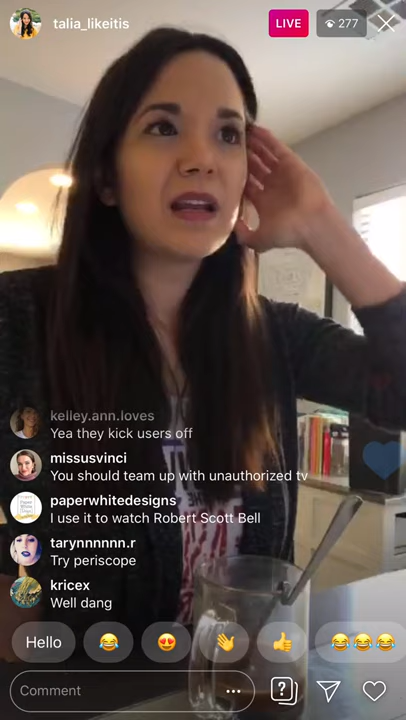 talia_likeitis
LIVE
277
kelley.ann.loves
Yea they kick users off
missusvinci
You should team up with unauthorized tv
paperwhitedesigns
I use it to watch Robert Scott Bell
tarynnnnnn.r
Try periscope
kricex
Well dang
Hello
Comment